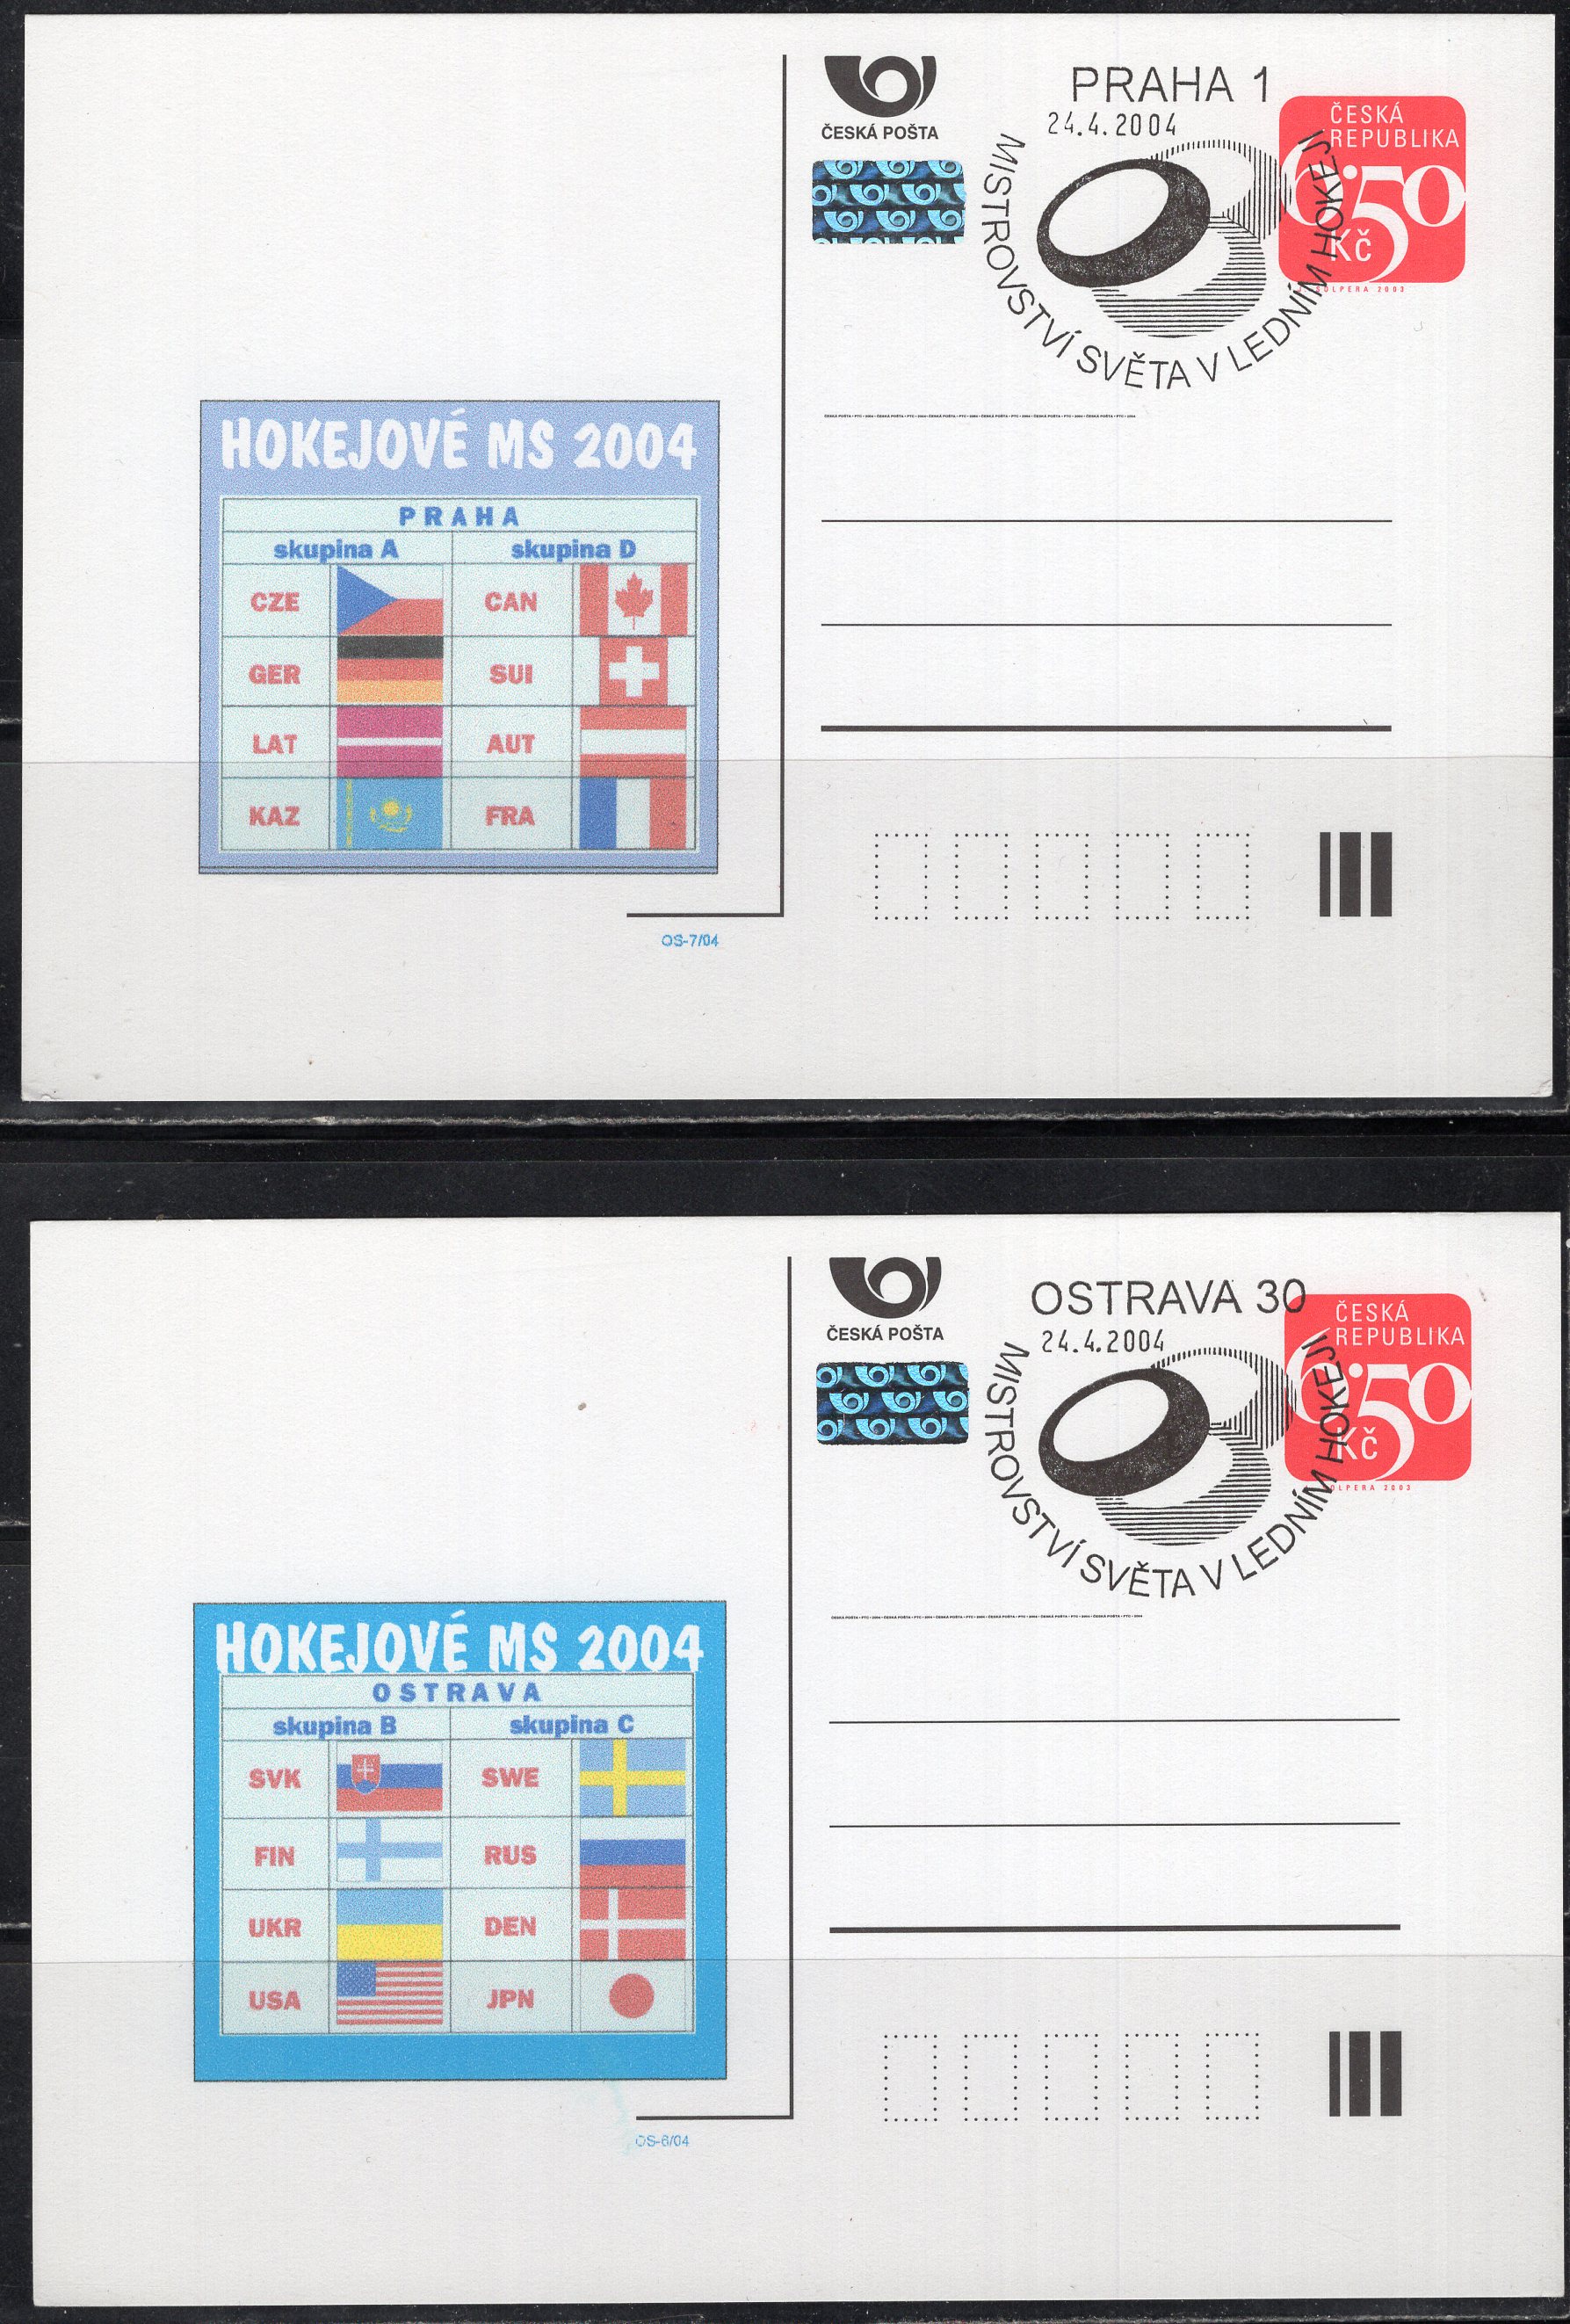 ČESKÁ POŠTA
PRAHA 1
24.4.2004
MISTROVSTVÍ SVĚTA V LEDNÍM HOKEJI
ČESKÁ
REPUBLIKA
6.50
Kč
SOLPERA 2003
HOKEJOVÉ MS 2004
PRAHA
skupina A skupina D
CZE CAN
GER SUI
LAT AUT
KAZ FRA
OS-7/04
ČESKÁ POŠTA
OSTRAVA 30
24.4.2004
MISTROVSTVÍ SVĚTA V LEDNÍM HOKEJI
ČESKÁ
REPUBLIKA
6.50
Kč
2003
HOKEJOVÉ MS 2004
OSTRAVA
skupina B skupina C
SVK SWE
FIN RUS
UKR DEN
USA JPN
OS-6/04